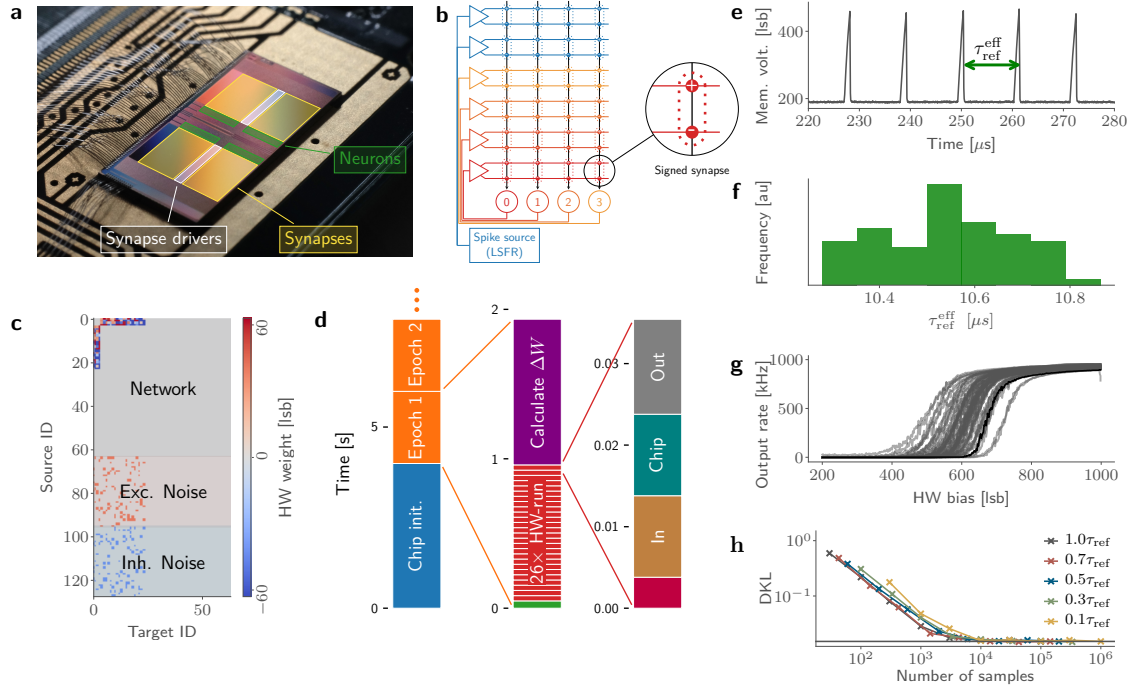 a
Neurons
Synapse drivers
Synapses
b
Signed synapse
0 1 2 3
Spike source
(LSFR)
c
0
20
40
60
80
100
120
Source ID
Network
Exc. Noise
Inh. Noise
0 50
Target ID
60
0
−60
HW weight [lsb]
d
Time [s]
0
5
Chip init.
Epoch 1
Epoch 2
0
1
2
26× HW-run
Calculate ΔW
0.00
0.01
0.02
0.03
In
Chip
Out
e
Mem. volt. [lsb]
400
200
τ_ref^eff
220 230 240 250 260 270 280
Time [μs]
f
Frequency [au]
10.4 10.6 10.8
τ_ref^eff [μs]
g
Output rate [kHz]
1000
500
0
200 400 600 800 1000
HW bias [lsb]
h
DKL
10^0
10^−1
1.0τ_ref
0.7τ_ref
0.5τ_ref
0.3τ_ref
0.1τ_ref
10^2 10^3 10^4 10^5 10^6
Number of samples